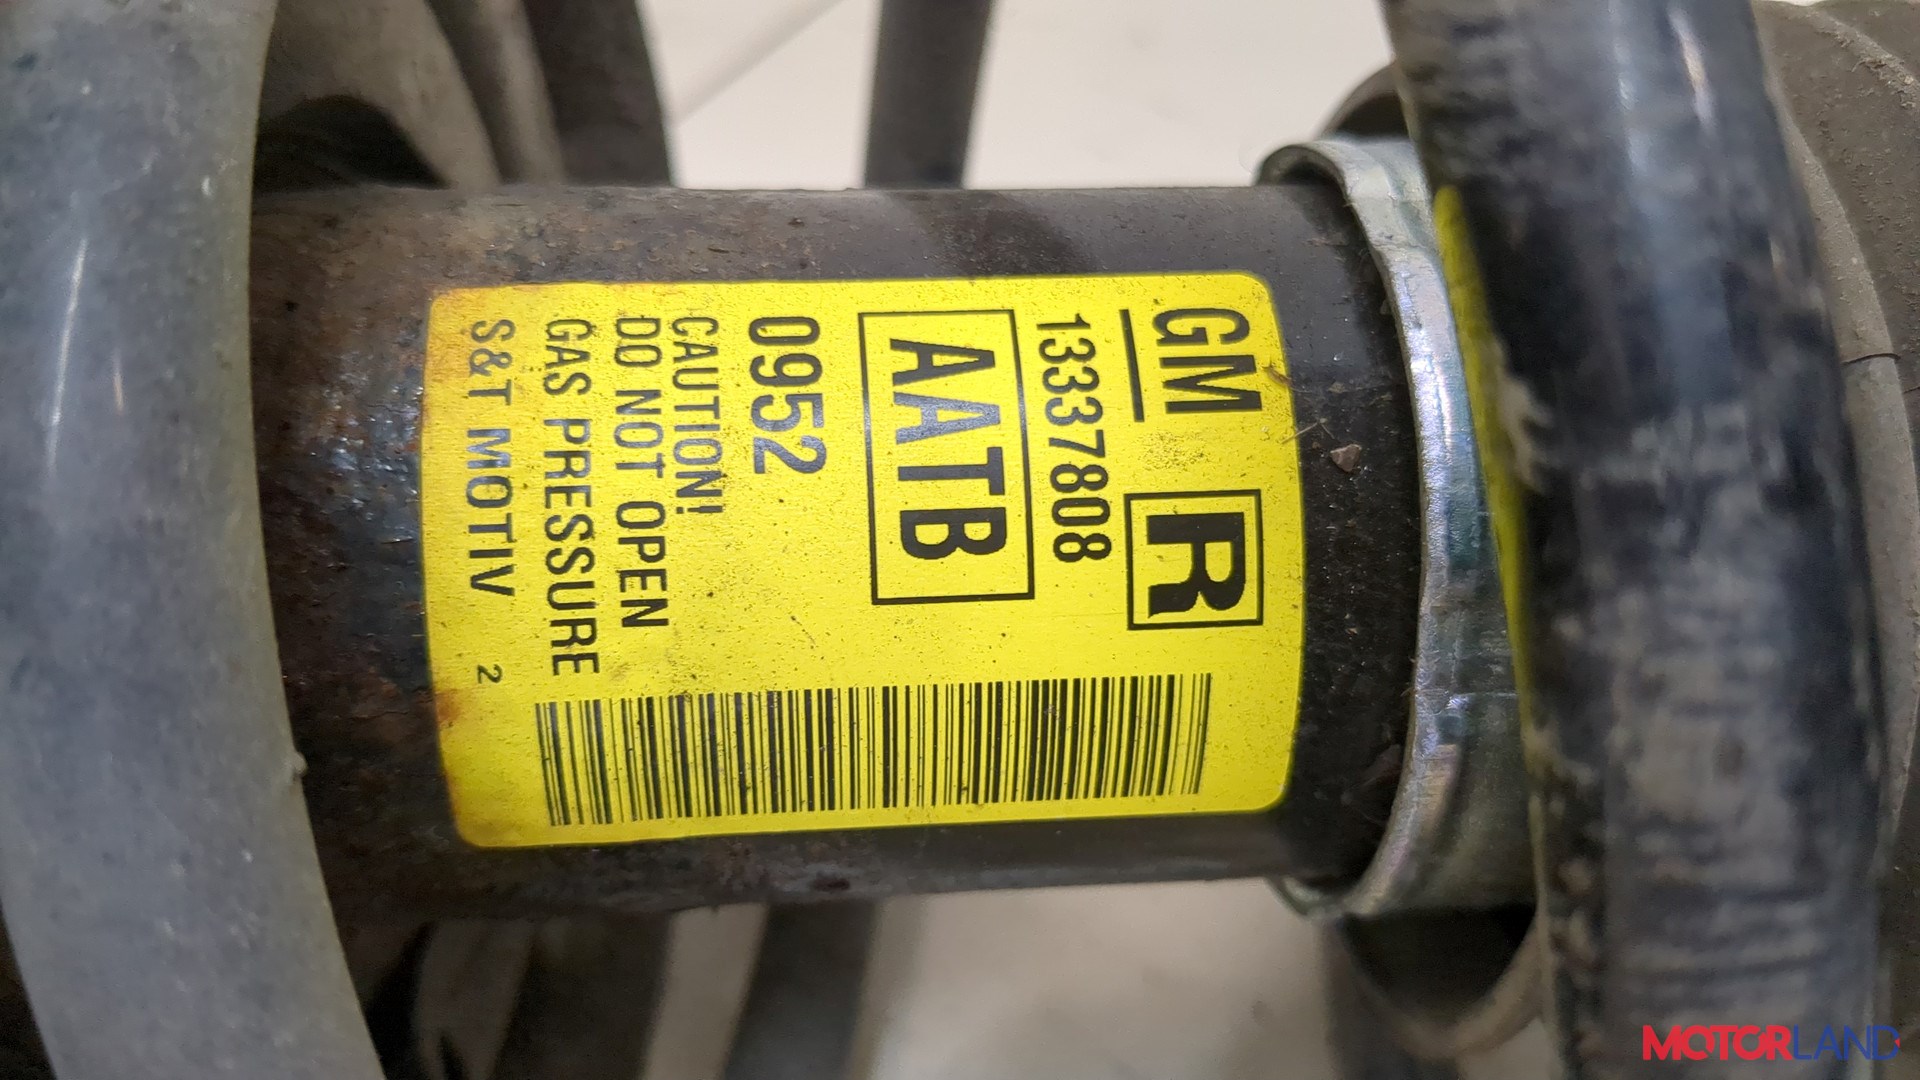 GM R
13337808
AATB
0952
CAUTION!
DO NOT OPEN
GAS PRESSURE
S&T MOTIV 2
MOTORLAND